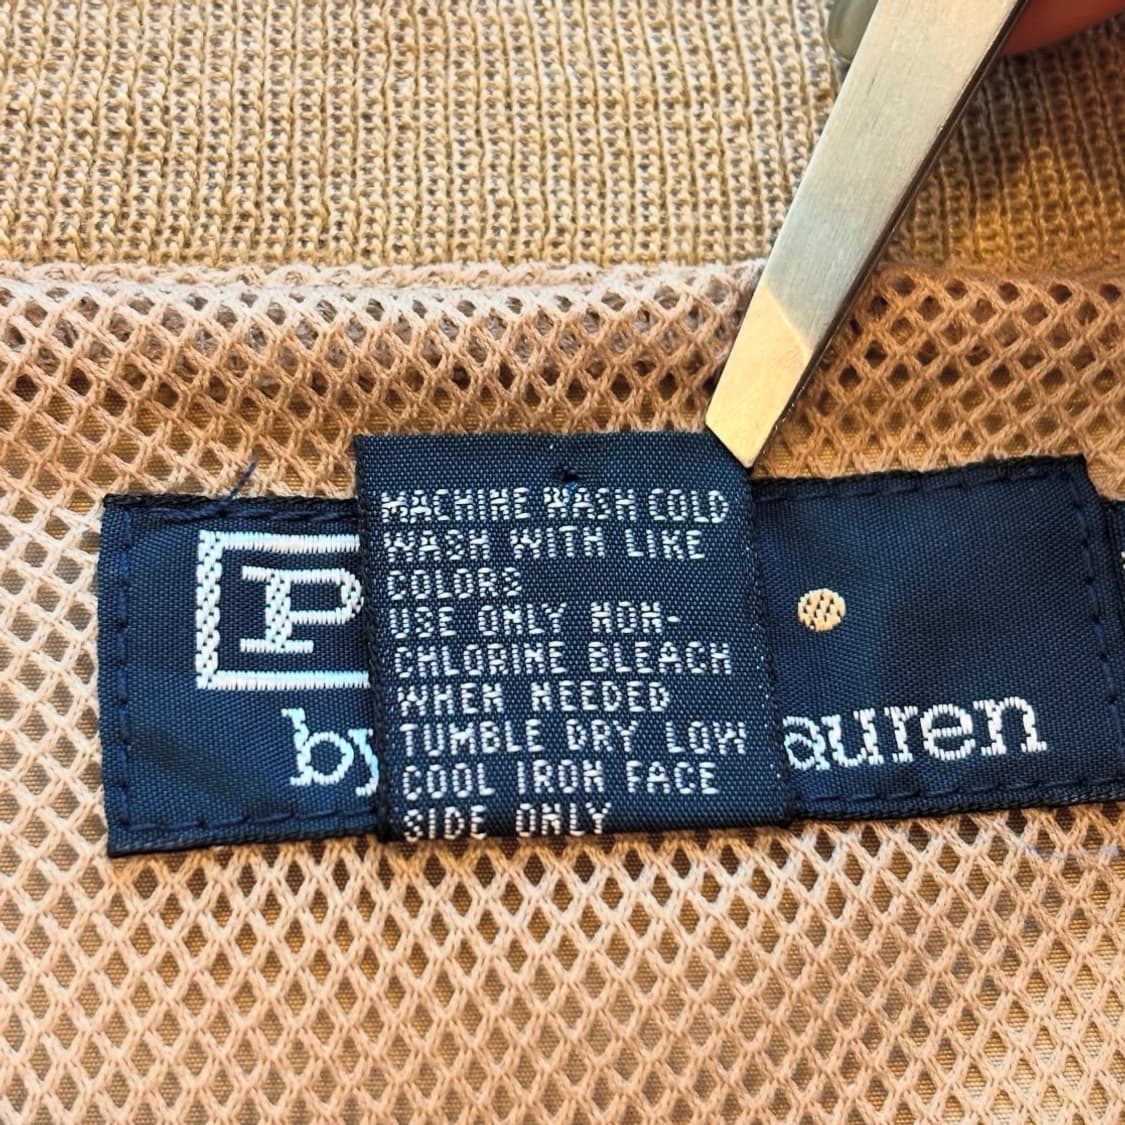 MACHINE WASH COLD
WASH WITH LIKE
COLORS
USE ONLY NON-
CHLORINE BLEACH
WHEN NEEDED
TUMBLE DRY LOW
COOL IRON FACE
SIDE ONLY
P
by auren